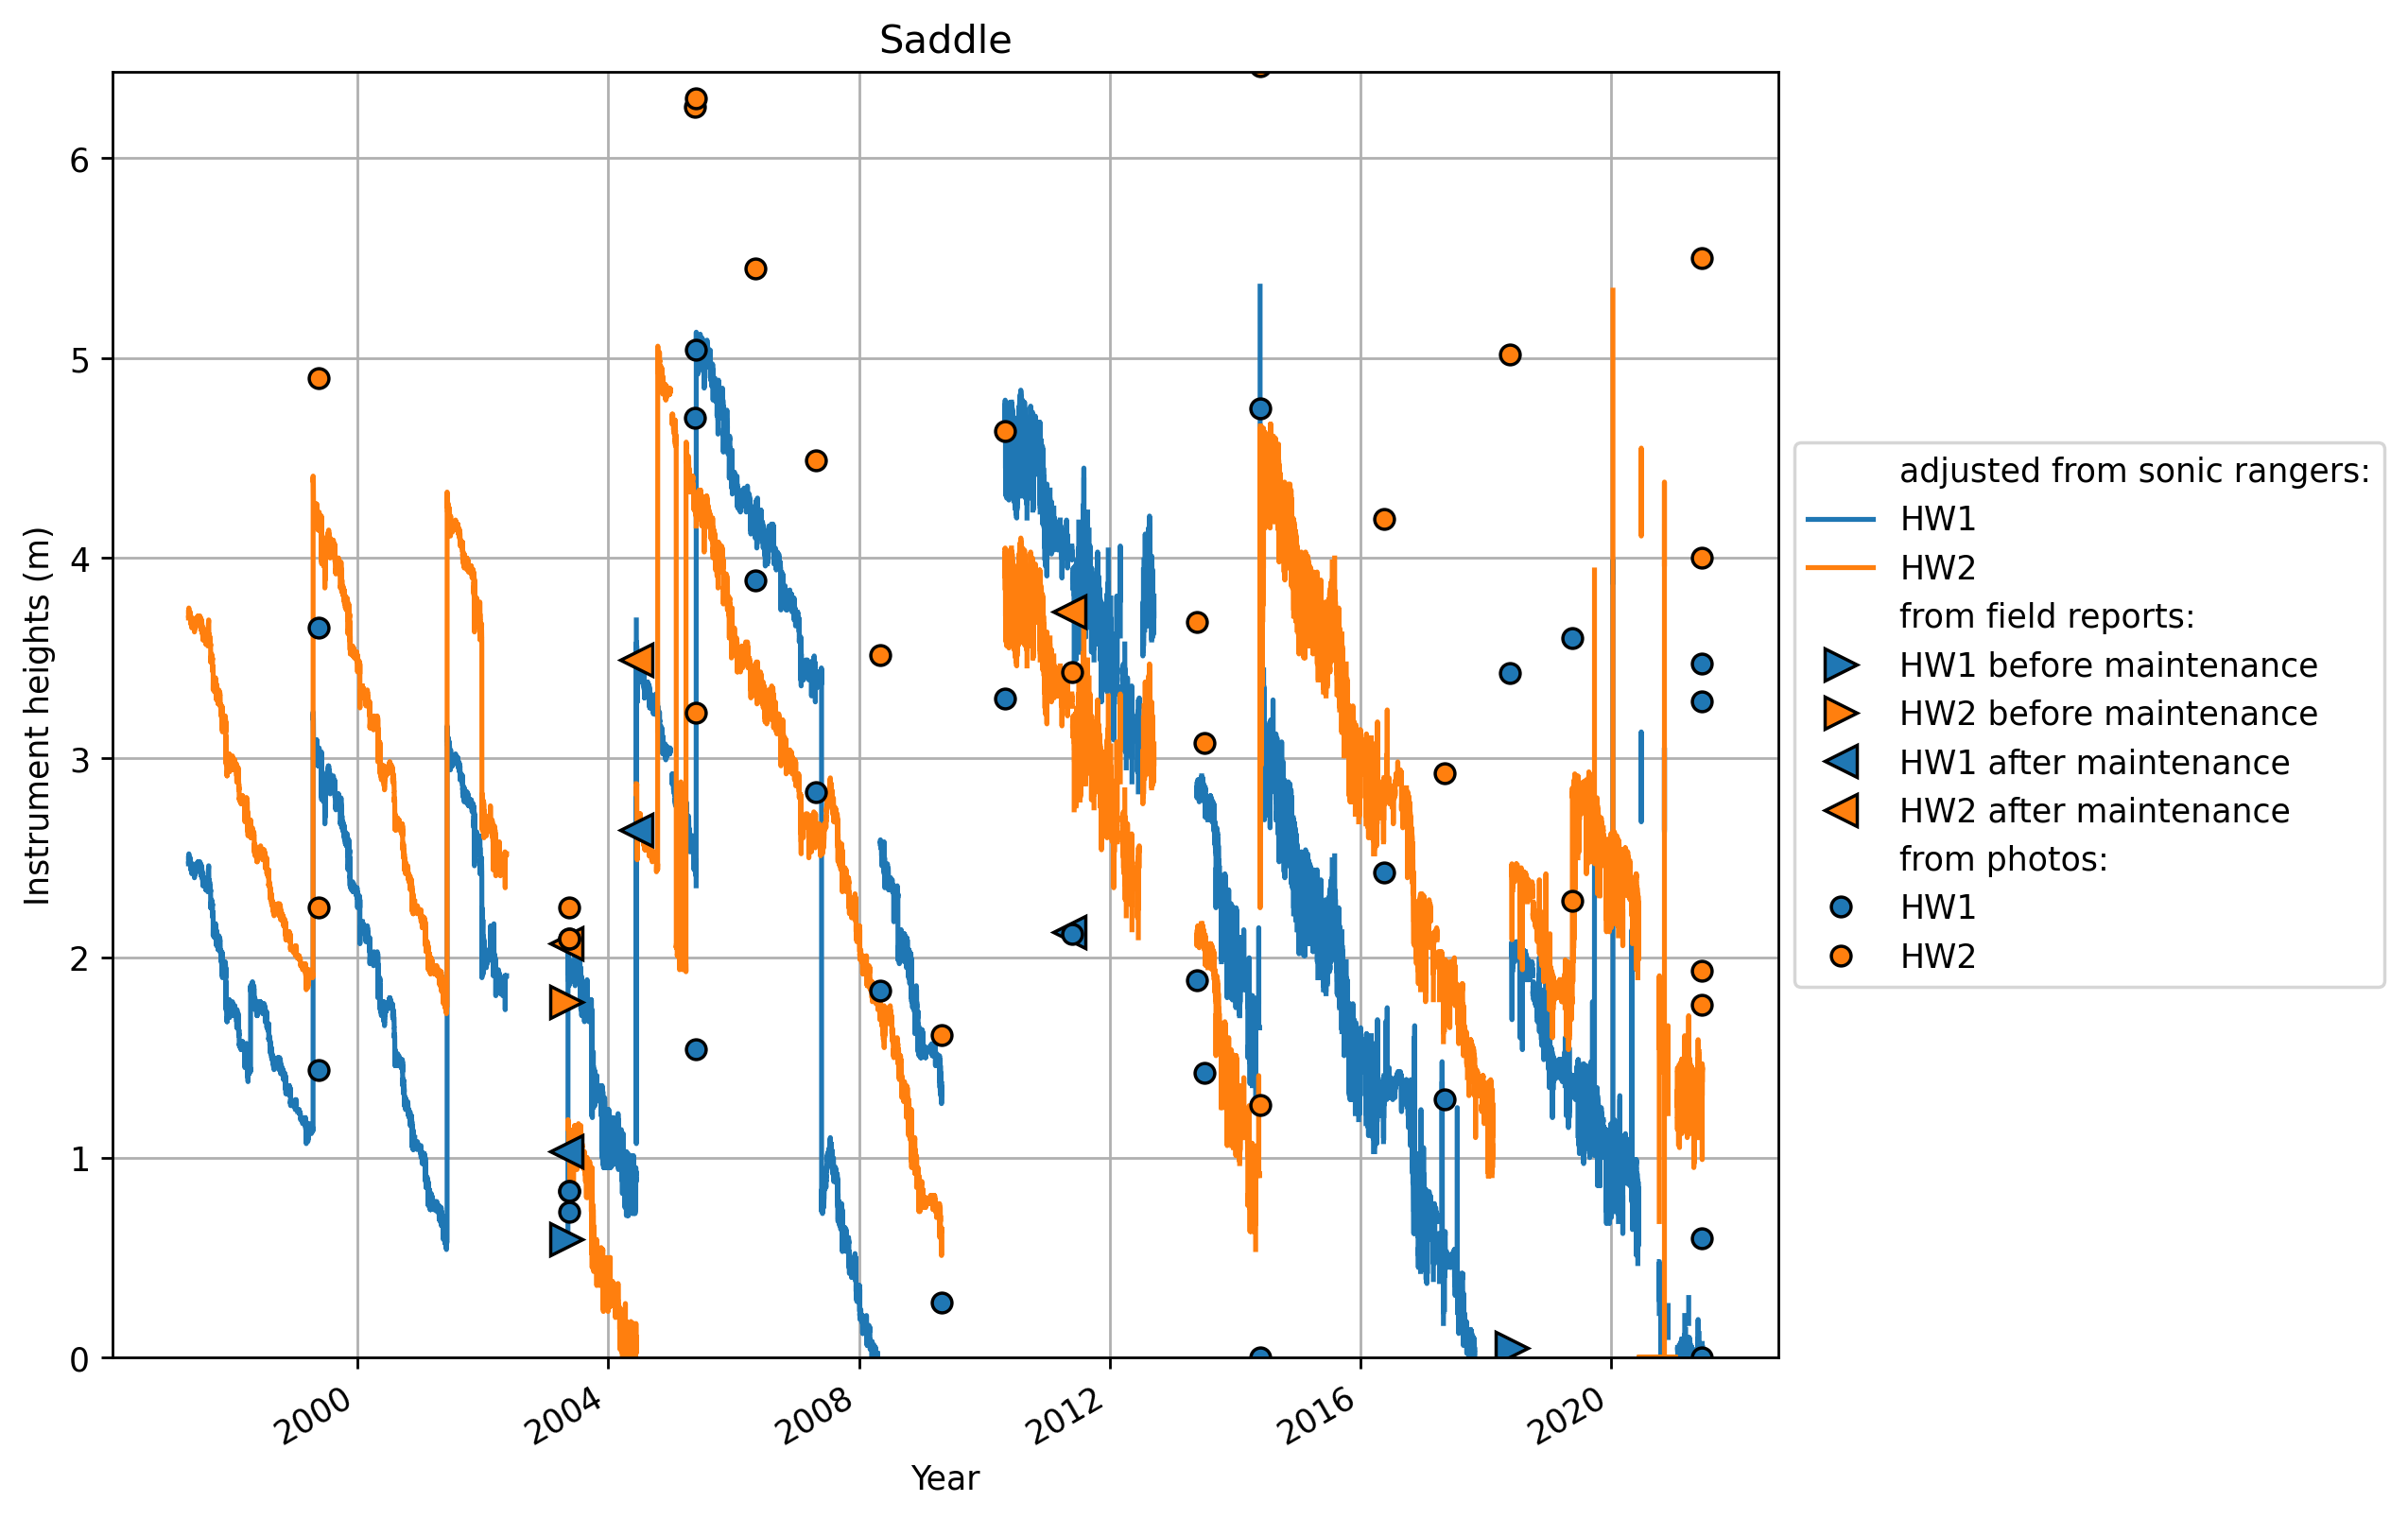 Saddle
Instrument heights (m)
6
5
4
3
2
1
0
2000
2004
2008
2012
2016
2020
Year
adjusted from sonic rangers:
HW1
HW2
from field reports:
HW1 before maintenance
HW2 before maintenance
HW1 after maintenance
HW2 after maintenance
from photos:
HW1
HW2